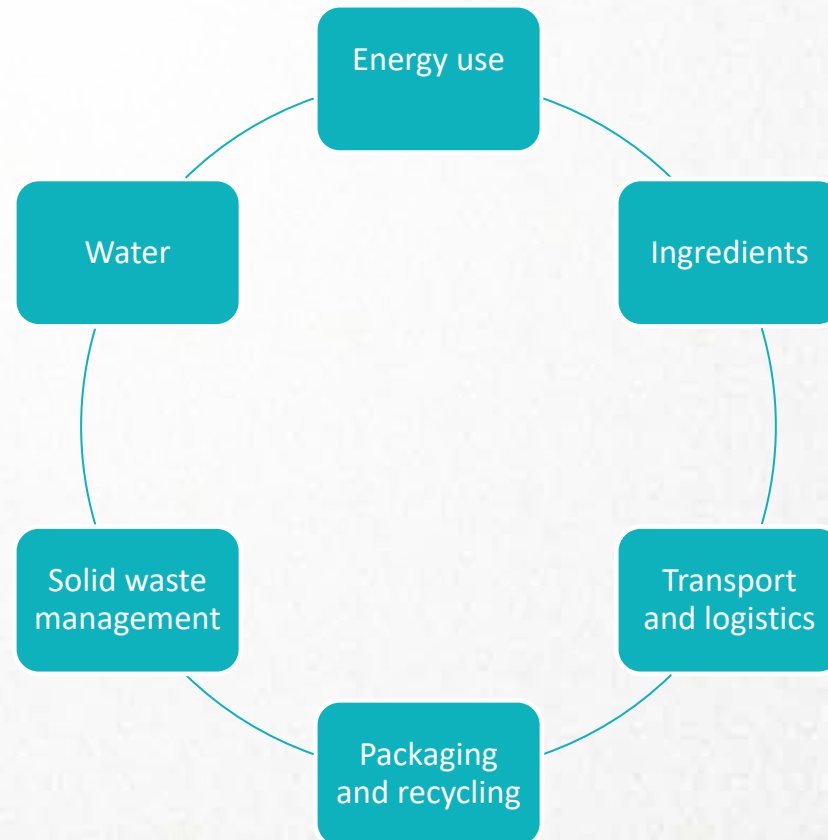 Energy use
Water
Ingredients
Solid waste
management
Transport
and logistics
Packaging
and recycling